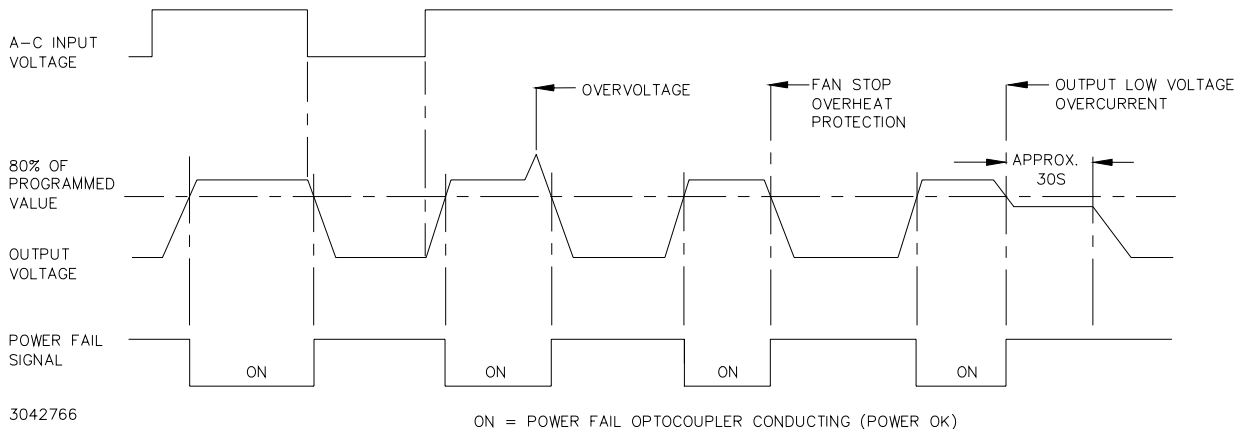 A-C INPUT
VOLTAGE
OVERVOLTAGE
FAN STOP
OVERHEAT
PROTECTION
OUTPUT LOW VOLTAGE
OVERCURRENT
80% OF
PROGRAMMED
VALUE
APPROX.
30S
OUTPUT
VOLTAGE
POWER FAIL
SIGNAL
ON
ON
ON
ON
3042766
ON = POWER FAIL OPTOCOUPLER CONDUCTING (POWER OK)